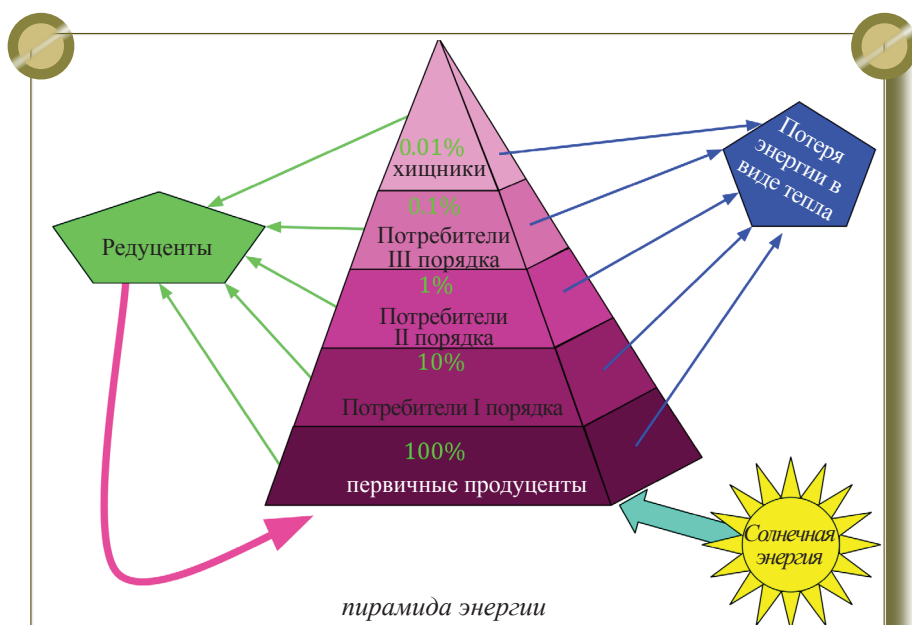 0.01%
хищники
0.1%
Потребители
III порядка
1%
Потребители
II порядка
10%
Потребители I порядка
100%
первичные продуценты
Редуценты
Потеря
энергии в
виде тепла
Солнечная
энергия
пирамида энергии